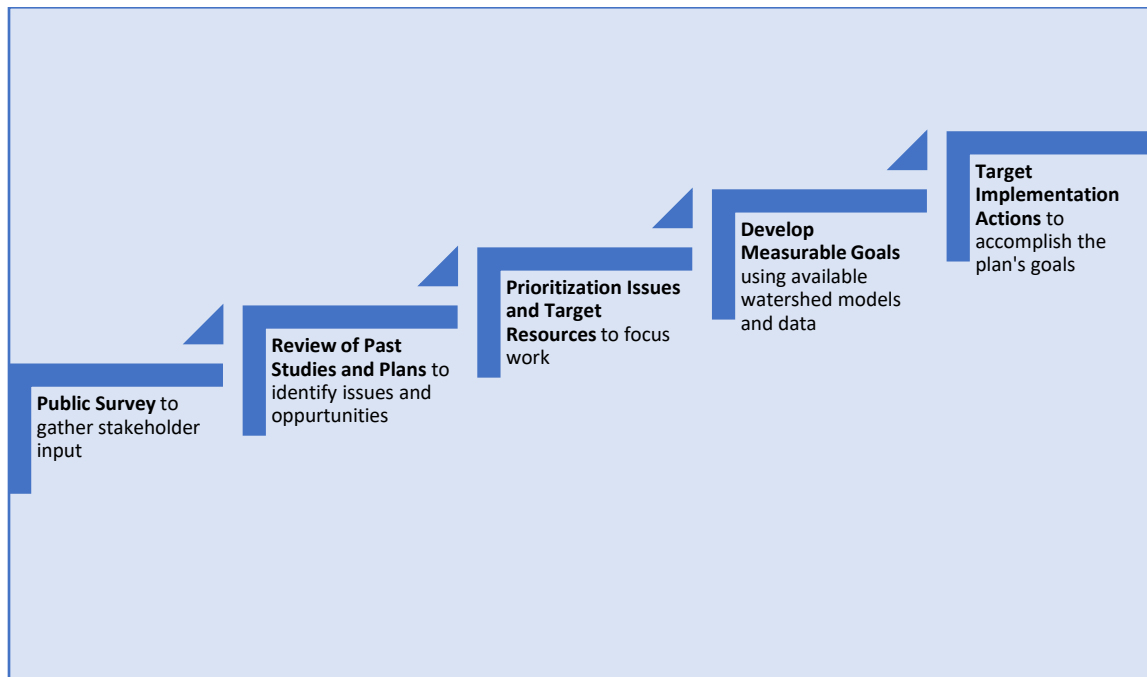 Public Survey to
gather stakeholder
input
Review of Past
Studies and Plans to
identify issues and
oppurtunities
Prioritization Issues
and Target
Resources to focus
work
Develop
Measurable Goals
using available
watershed models
and data
Target
Implementation
Actions to
accomplish the
plan's goals